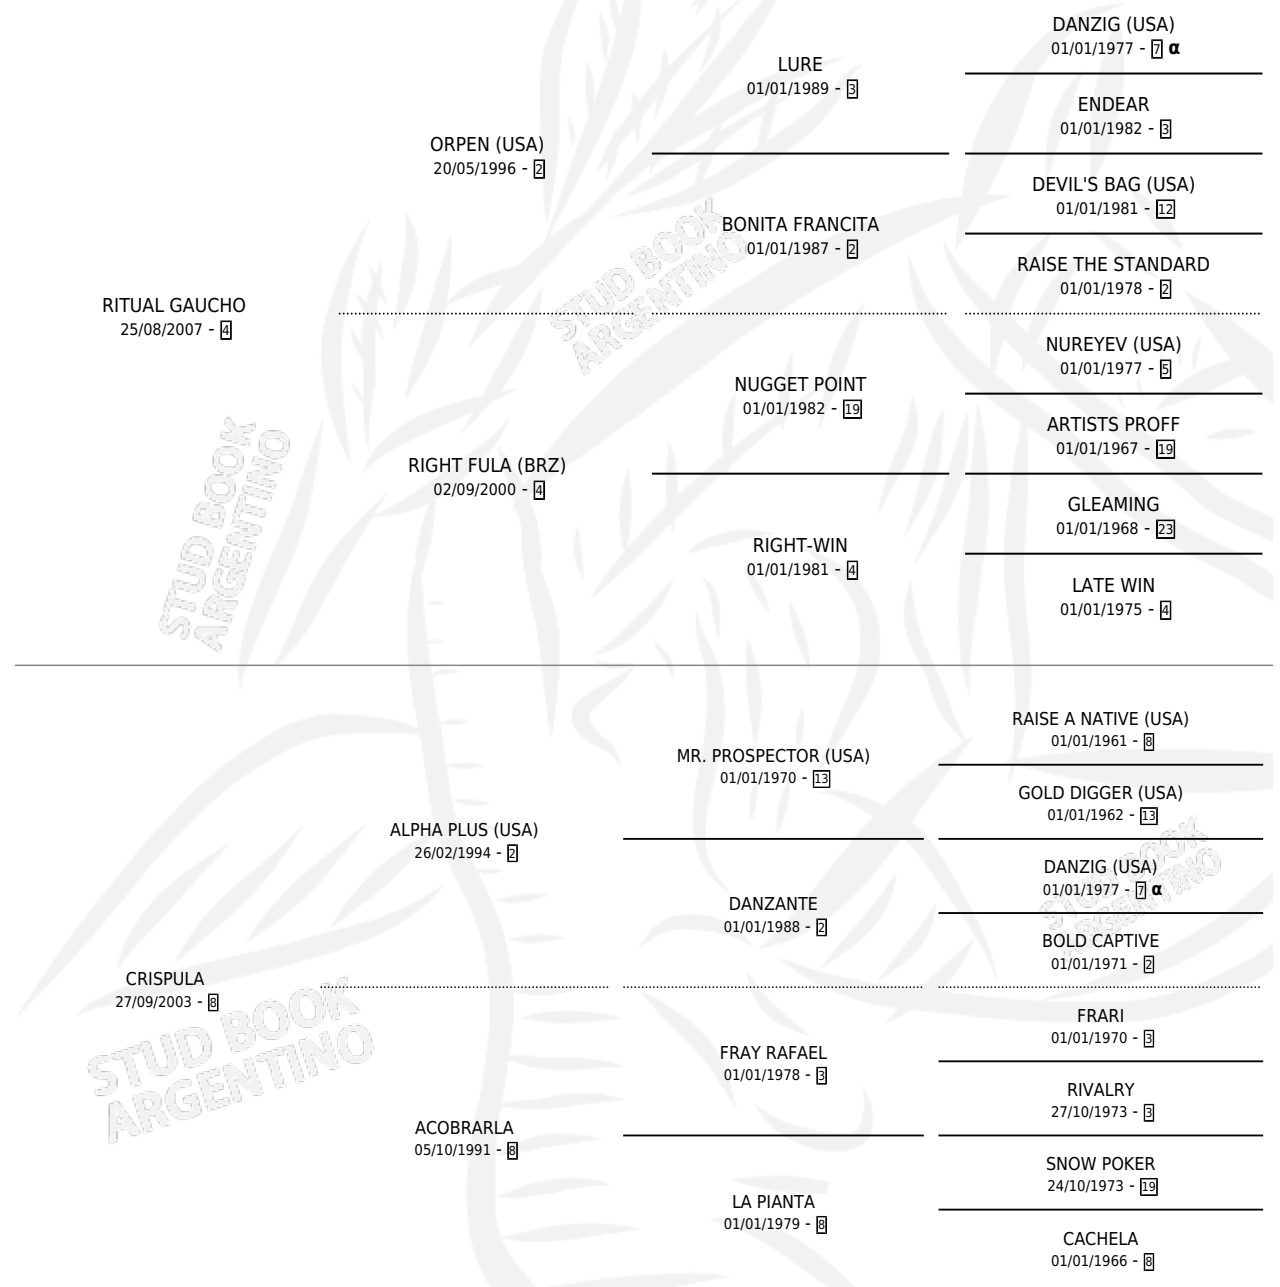 DANZIG (USA)
01/01/1977 - 7 α
LURE
01/01/1989 - 3
ENDEAR
01/01/1982 - 3
ORPEN (USA)
20/05/1996 - 2
DEVIL'S BAG (USA)
01/01/1981 - 12
BONITA FRANCITA
01/01/1987 - 2
RAISE THE STANDARD
01/01/1978 - 2
RITUAL GAUCHO
25/08/2007 - 4
NUREYEV (USA)
01/01/1977 - 5
NUGGET POINT
01/01/1982 - 19
ARTISTS PROFF
01/01/1967 - 19
RIGHT FULA (BRZ)
02/09/2000 - 4
GLEAMING
01/01/1968 - 23
RIGHT-WIN
01/01/1981 - 4
LATE WIN
01/01/1975 - 4
STUD BOOK
ARGENTINO
STUD BOOK
ARGENTINO
RAISE A NATIVE (USA)
01/01/1961 - 8
MR. PROSPECTOR (USA)
01/01/1970 - 13
GOLD DIGGER (USA)
01/01/1962 - 13
ALPHA PLUS (USA)
26/02/1994 - 2
DANZIG (USA)
01/01/1977 - 7 α
DANZANTE
01/01/1988 - 2
BOLD CAPTIVE
01/01/1971 - 2
CRISPULA
27/09/2003 - 8
FRARI
01/01/1970 - 3
FRAY RAFAEL
01/01/1978 - 3
RIVALRY
27/10/1973 - 3
ACOBRARLA
05/10/1991 - 8
SNOW POKER
24/10/1973 - 19
LA PIANTA
01/01/1979 - 8
CACHELA
01/01/1966 - 8
STUD BOOK
ARGENTINO
STUD BOOK
ARGENTINO